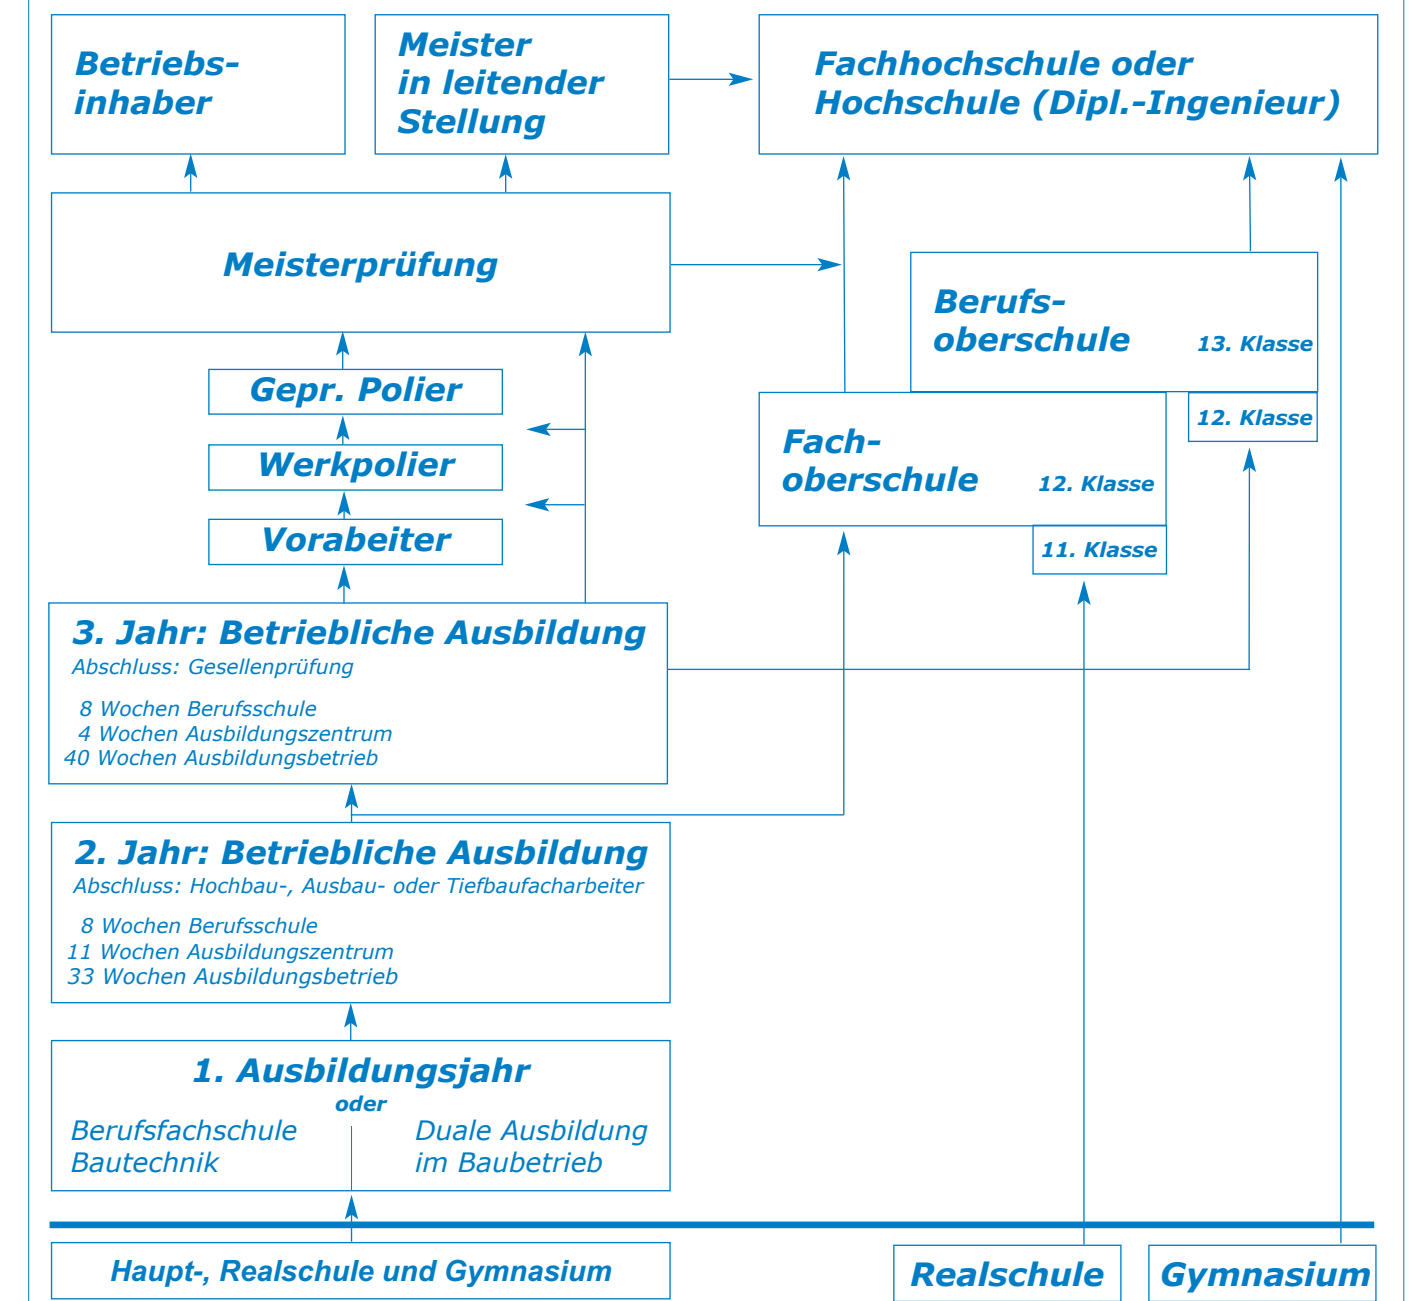 Betriebs-
inhaber
Meister
in leitender
Stellung
Fachhochschule oder
Hochschule (Dipl.-Ingenieur)
Meisterprüfung
Berufs-
oberschule
13. Klasse
12. Klasse
Gepr. Polier
Werkpolier
Vorabeiter
Fach-
oberschule
12. Klasse
11. Klasse
3. Jahr: Betriebliche Ausbildung
Abschluss: Gesellenprüfung
8 Wochen Berufsschule
4 Wochen Ausbildungszentrum
40 Wochen Ausbildungsbetrieb
2. Jahr: Betriebliche Ausbildung
Abschluss: Hochbau-, Ausbau- oder Tiefbaufacharbeiter
8 Wochen Berufsschule
11 Wochen Ausbildungszentrum
33 Wochen Ausbildungsbetrieb
1. Ausbildungsjahr
oder
Berufsfachschule
Bautechnik
Duale Ausbildung
im Baubetrieb
Haupt-, Realschule und Gymnasium
Realschule
Gymnasium